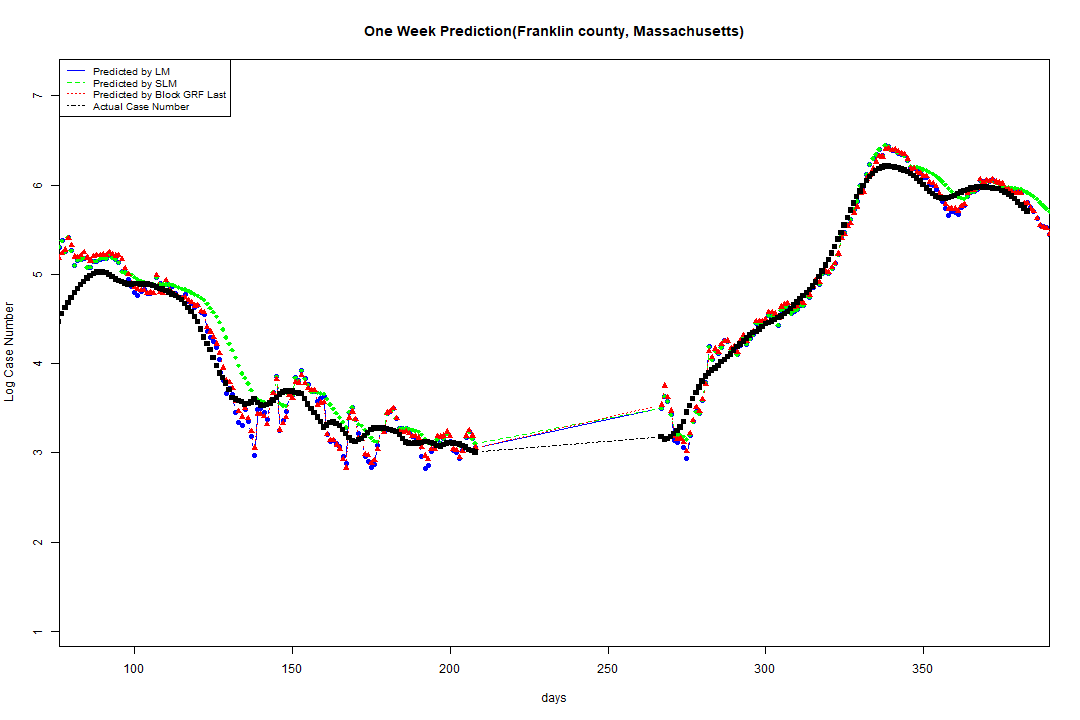 One Week Prediction(Franklin county, Massachusetts)
Predicted by LM
Predicted by SLM
Predicted by Block GRF Last
Actual Case Number
7
6
5
4
3
2
1
Log Case Number
100 150 200 250 300 350
days